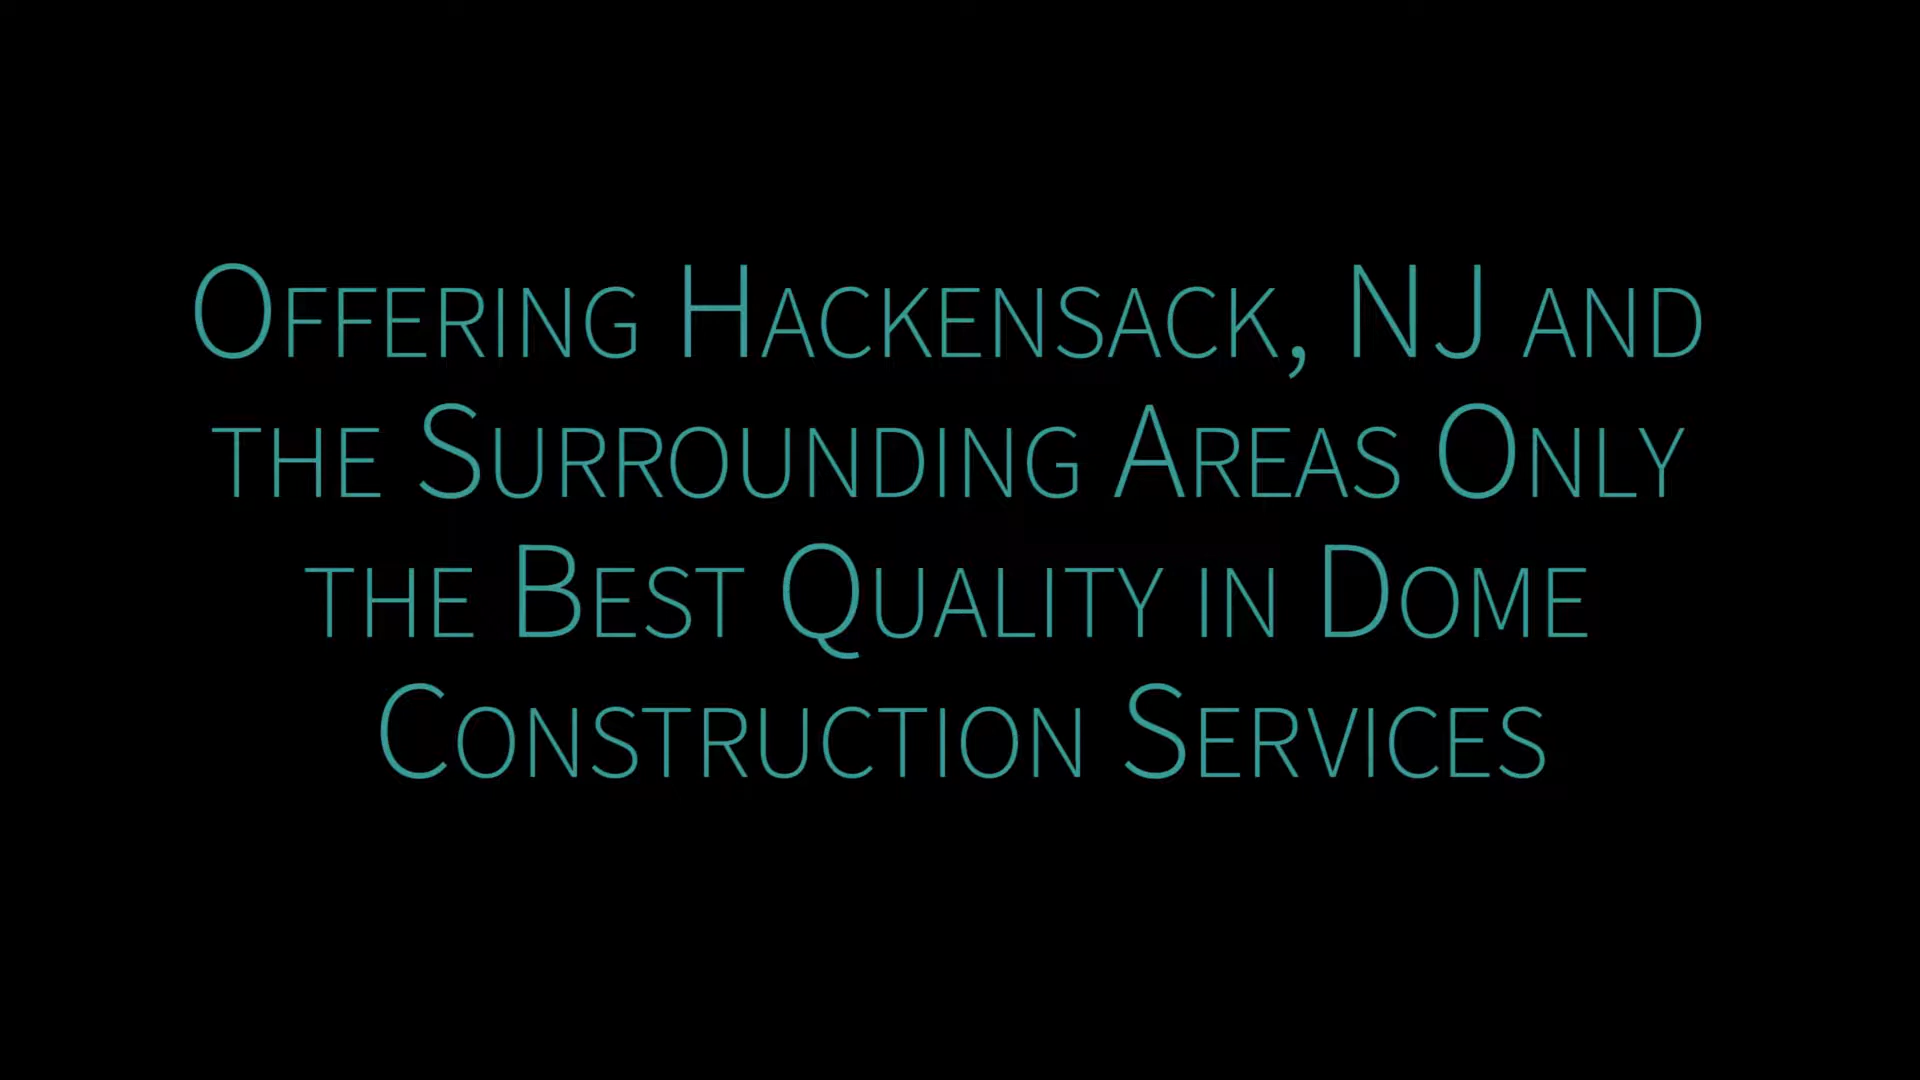 Offering Hackensack, NJ and
the Surrounding Areas Only
the Best Quality in Dome
Construction Services